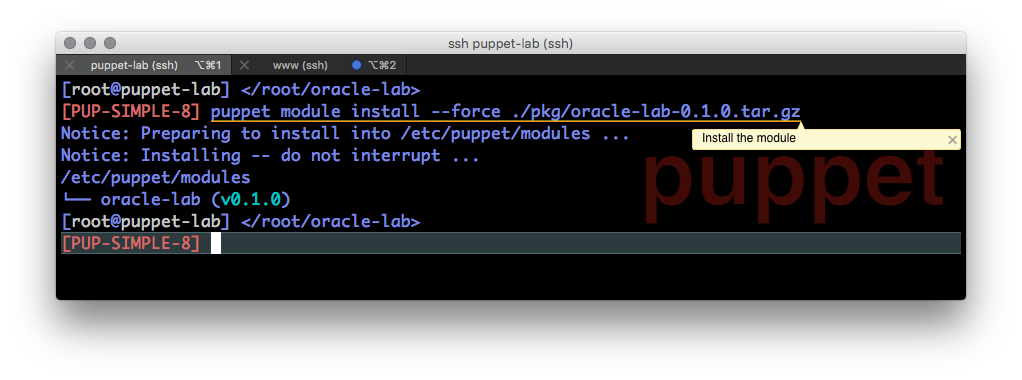 ssh puppet-lab (ssh)
puppet-lab (ssh) ⌥⌘1 www (ssh) ⌥⌘2
[root@puppet-lab] </root/oracle-lab>
[PUP-SIMPLE-8] puppet module install --force ./pkg/oracle-lab-0.1.0.tar.gz
Notice: Preparing to install into /etc/puppet/modules ...
Install the module
Notice: Installing -- do not interrupt ...
/etc/puppet/modules
└── oracle-lab (v0.1.0)
puppet
[root@puppet-lab] </root/oracle-lab>
[PUP-SIMPLE-8]